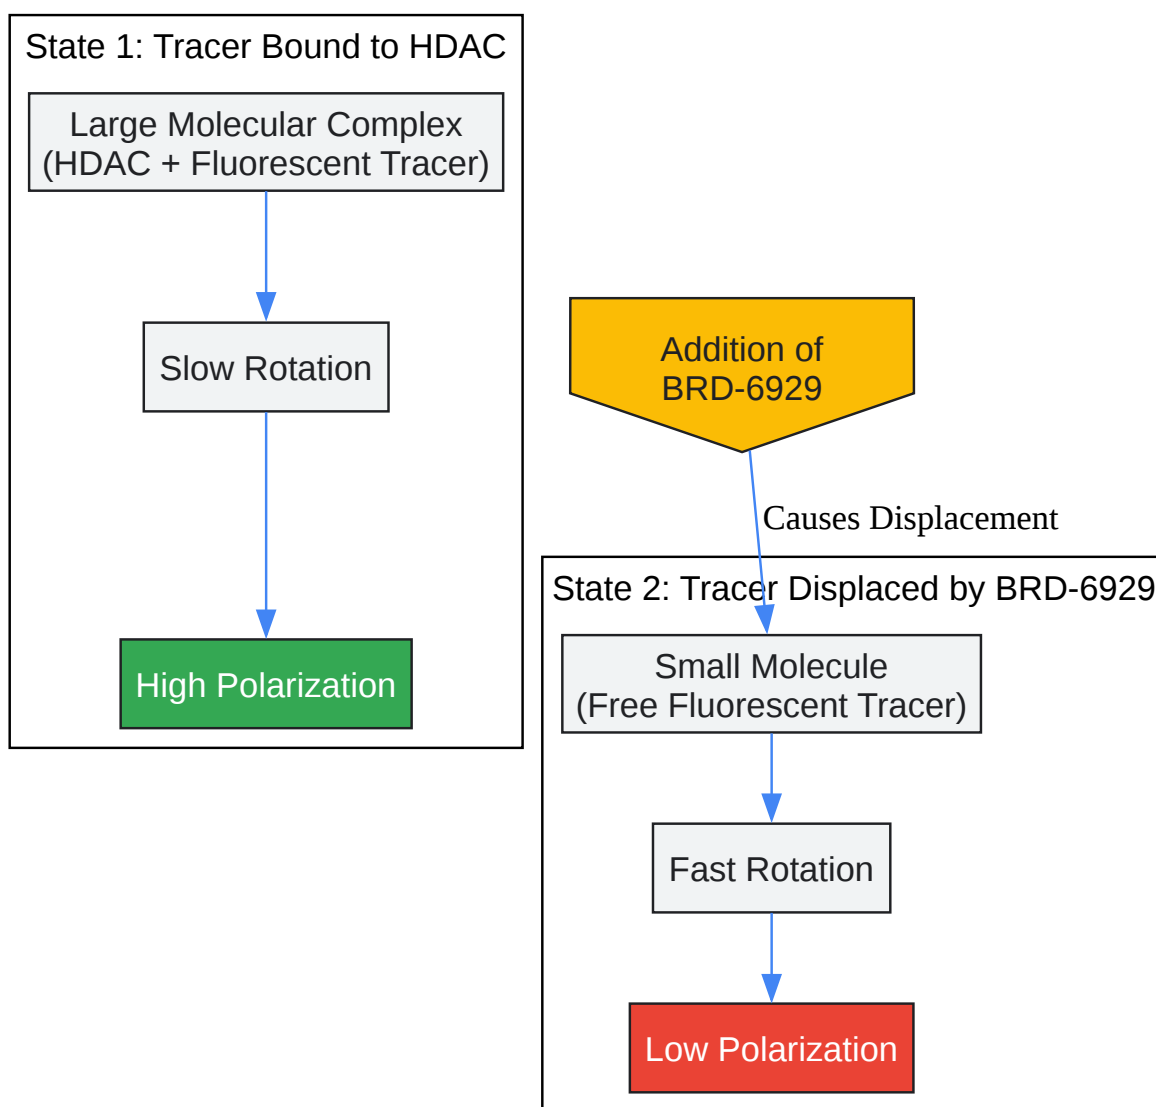 State 1: Tracer Bound to HDAC
Large Molecular Complex
(HDAC + Fluorescent Tracer)
Slow Rotation
High Polarization
Addition of
BRD-6929
Causes Displacement
State 2: Tracer Displaced by BRD-6929
Small Molecule
(Free Fluorescent Tracer)
Fast Rotation
Low Polarization